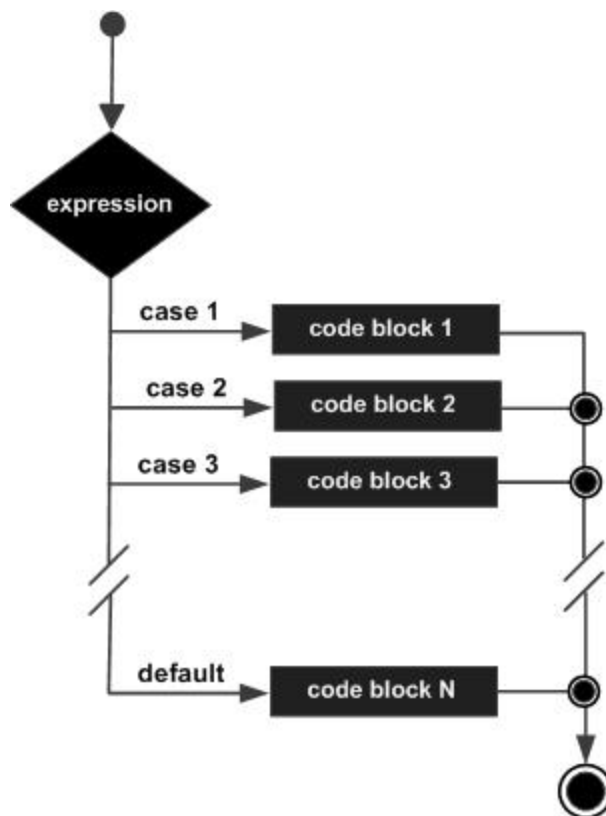 expression
case 1
code block 1
case 2
code block 2
case 3
code block 3
default
code block N